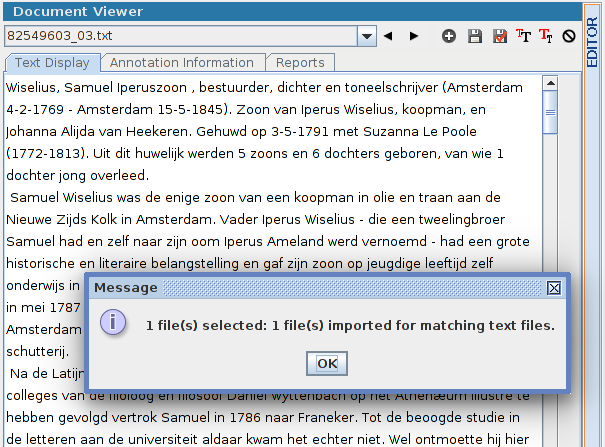 Document Viewer
82549603_03.txt
Text Display
Annotation Information
Reports
EDITOR
Wiselius, Samuel Iperuszoon , bestuurder, dichter en toneelschrijver (Amsterdam
4-2-1769 - Amsterdam 15-5-1845). Zoon van Iperus Wiselius, koopman, en
Johanna Alijda van Heekeren. Gehuwd op 3-5-1791 met Suzanna Le Poole
(1772-1813). Uit dit huwelijk werden 5 zoons en 6 dochters geboren, van wie 1
dochter jong overleed.
Samuel Wiselius was de enige zoon van een koopman in olie en traan aan de
Nieuwe Zijds Kolk in Amsterdam. Vader Iperus Wiselius - die een tweelingbroer
Samuel had en zelf naar zijn oom Iperus Ameland werd vernoemd - had een grote
historische en literaire belangstelling en gaf zijn zoon op jeugdige leeftijd zelf
onderwijs in
in mei 1787
Amsterdam
schutterij.
Message
1 file(s) selected: 1 file(s) imported for matching text files.
OK
Na de Latijn
colleges van de filoloog en filosoof Daniel Wyttenbach op het Athenæum Illustre te
hebben gevolgd vertrok Samuel in 1786 naar Franeker. Tot de beoogde studie in
de letteren aan de universiteit aldaar kwam het echter niet. Wel ontmoette hij hier